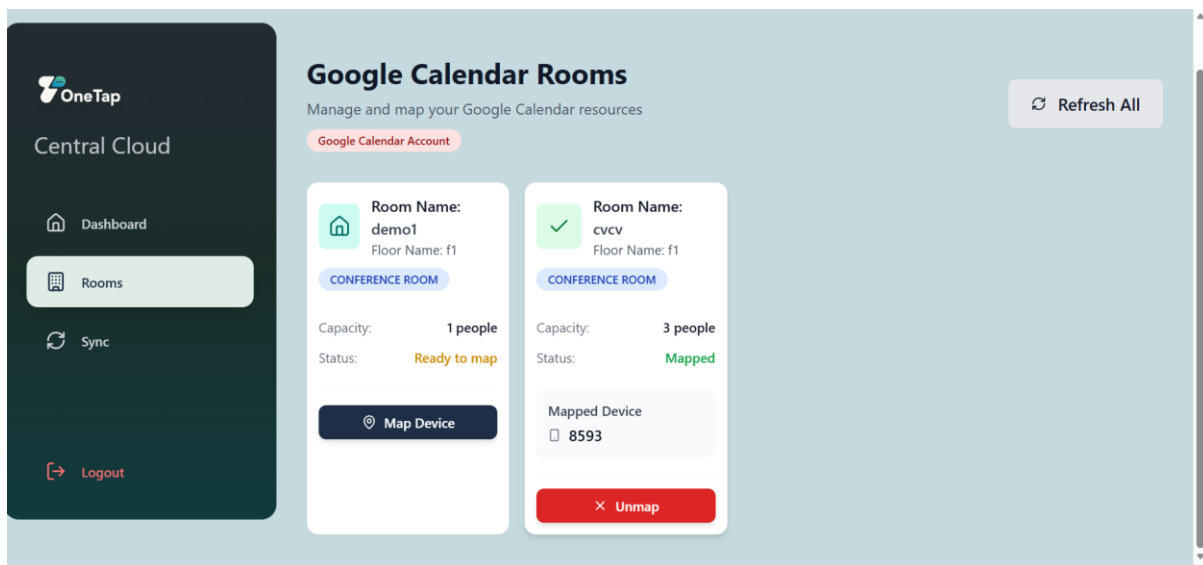 OneTap
Central Cloud
Dashboard
Rooms
Sync
Logout
Google Calendar Rooms
Manage and map your Google Calendar resources
Google Calendar Account
Refresh All
Room Name:
demo1
Floor Name: f1
CONFERENCE ROOM
Capacity: 1 people
Status: Ready to map
Map Device
Room Name:
cvcv
Floor Name: f1
CONFERENCE ROOM
Capacity: 3 people
Status: Mapped
Mapped Device
8593
Unmap